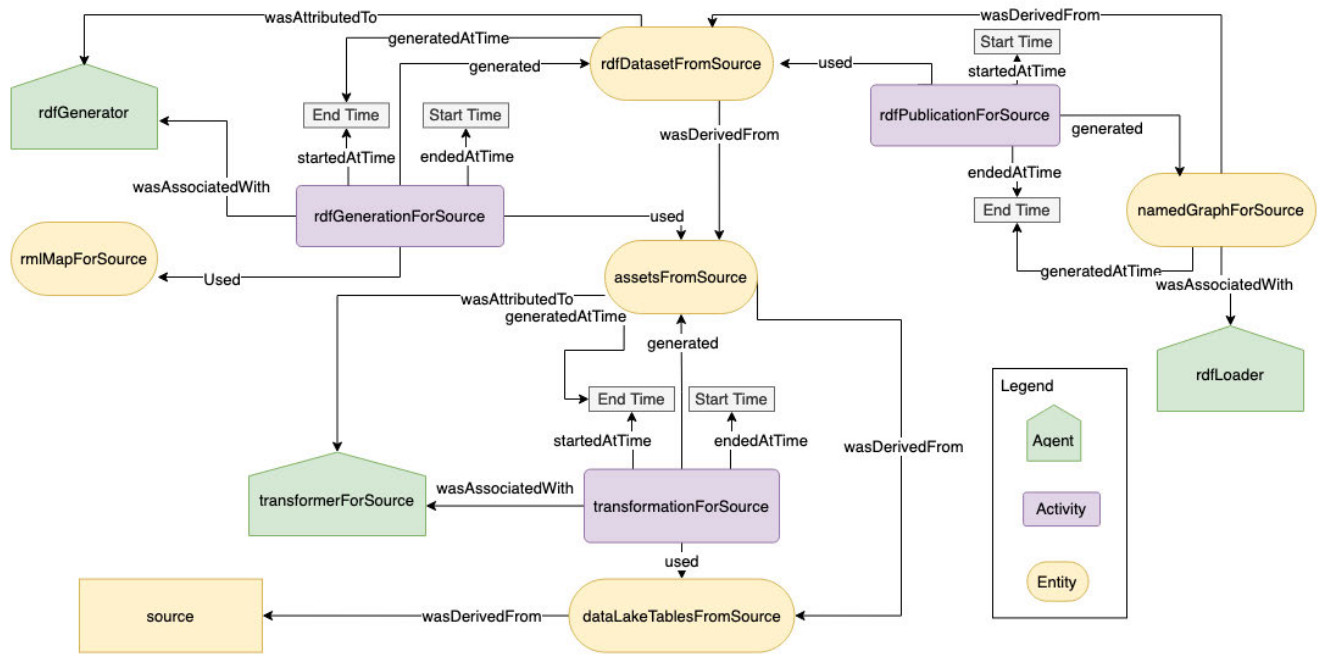 wasAttributedTo
wasDerivedFrom
generatedAtTime
rdfDatasetFromSource
Start Time
generated
used
startedAtTime
rdfGenerator
End Time
Start Time
rdfPublicationForSource
wasDerivedFrom
generated
startedAtTime
endedAtTime
endedAtTime
wasAssociatedWith
rdfGenerationForSource
used
End Time
namedGraphForSource
rmlMapForSource
Used
assetsFromSource
generatedAtTime
wasAssociatedWith
wasAttributedTo
generatedAtTime
generated
rdfLoader
Legend
End Time
Start Time
Agent
startedAtTime
endedAtTime
wasDerivedFrom
transformerForSource
wasAssociatedWith
transformationForSource
Activity
used
Entity
source
wasDerivedFrom
dataLakeTablesFromSource